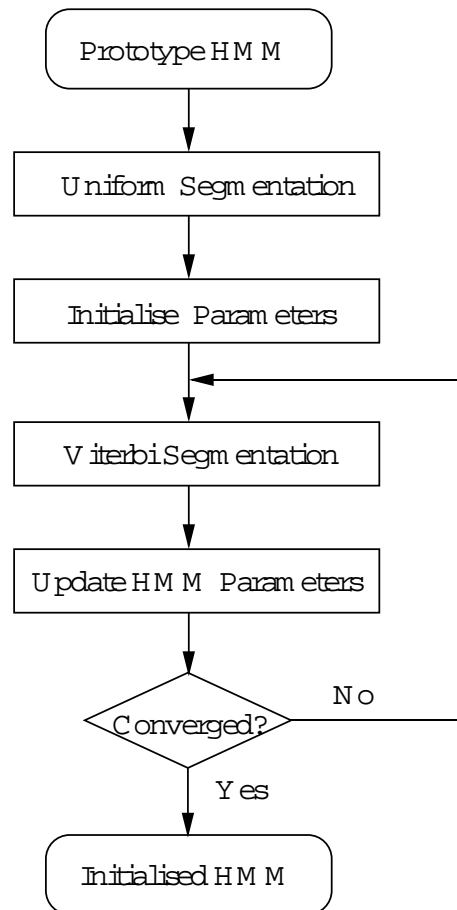 Prototype HMM
Uniform Segmentation
Initialise Parameters
Viterbi Segmentation
Update HMM Parameters
Converged?
No
Yes
Initialised HMM